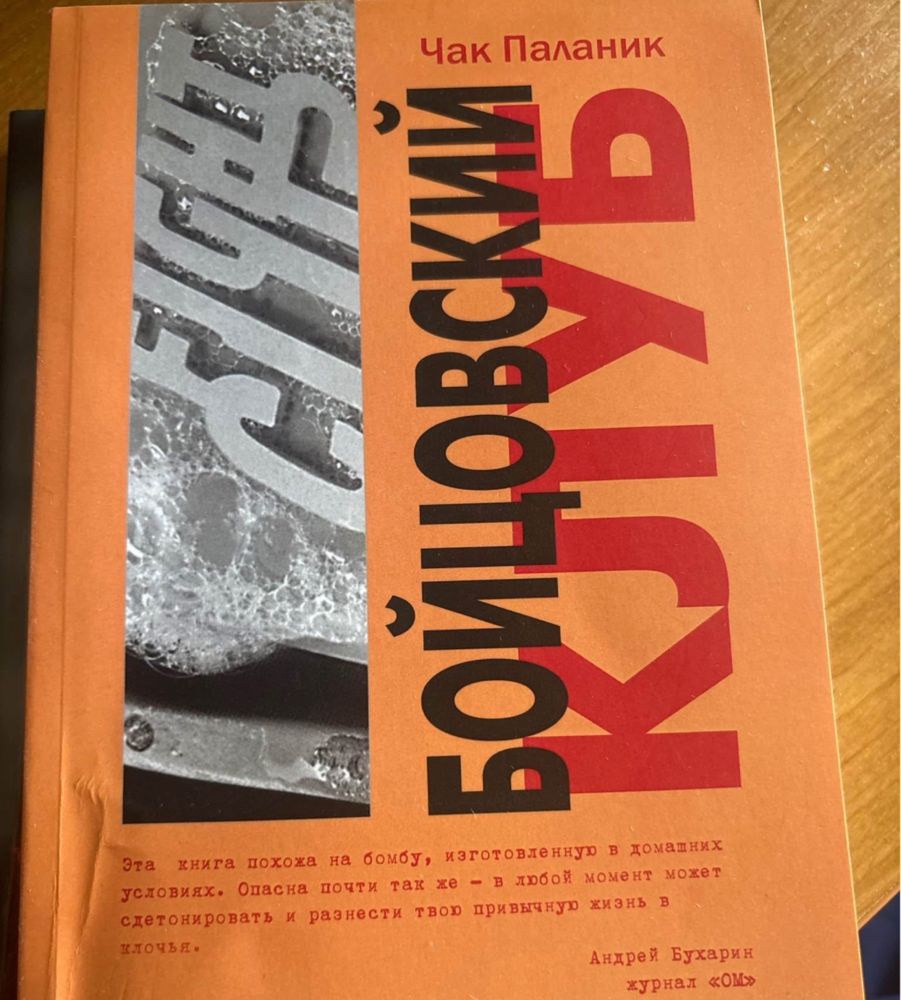 Чак Паланик
БОЙЦОВСКИЙ
КЛУБ
Эта книга похожа на бомбу, изготовленную в домашних
условиях. Опасна почти так же – в любой момент может
сдетонировать и разнести твою привычную жизнь в
клочья.
Андрей Бухарин
журнал «ОМ»